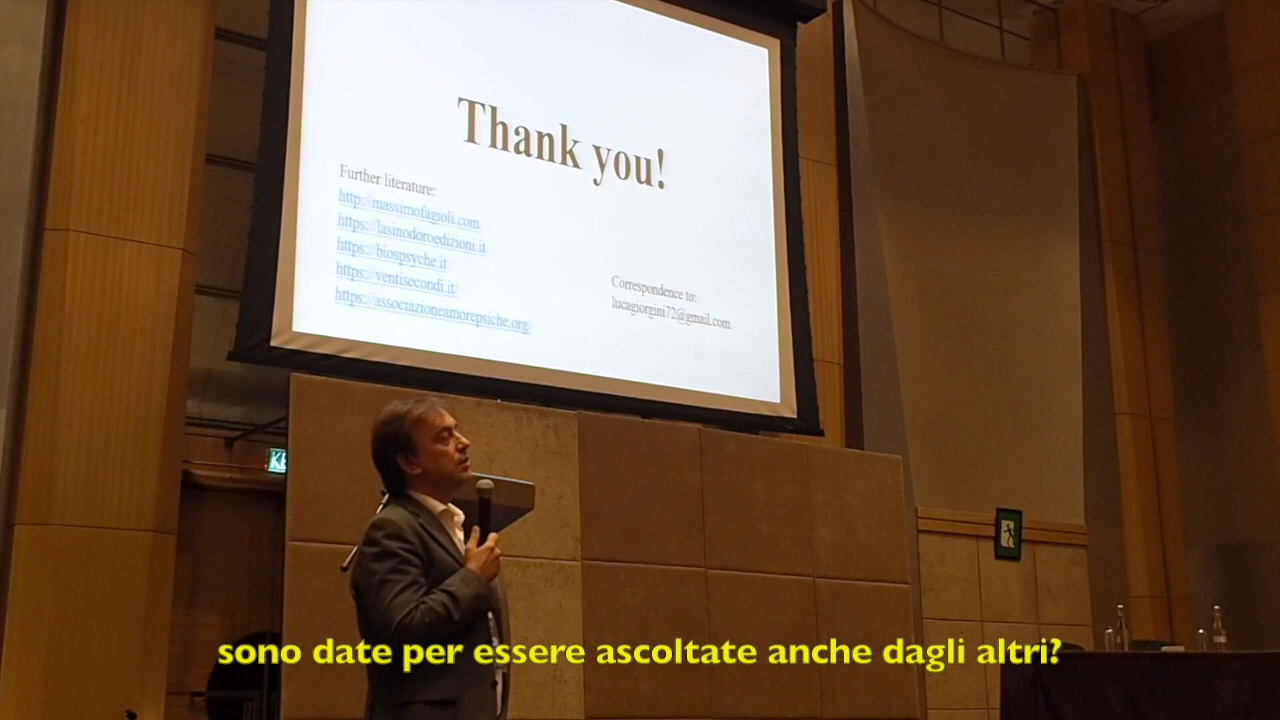 Thank you!
Further literature:
http://massimofagioli.com
https://lasinodoroedizioni.it
https://biospsyche.it
https://ventisecondi.it/
https://associazioneamorepsiche.org/
Correspondence to:
lucagiorgini72@gmail.com
sono date per essere ascoltate anche dagli altri?